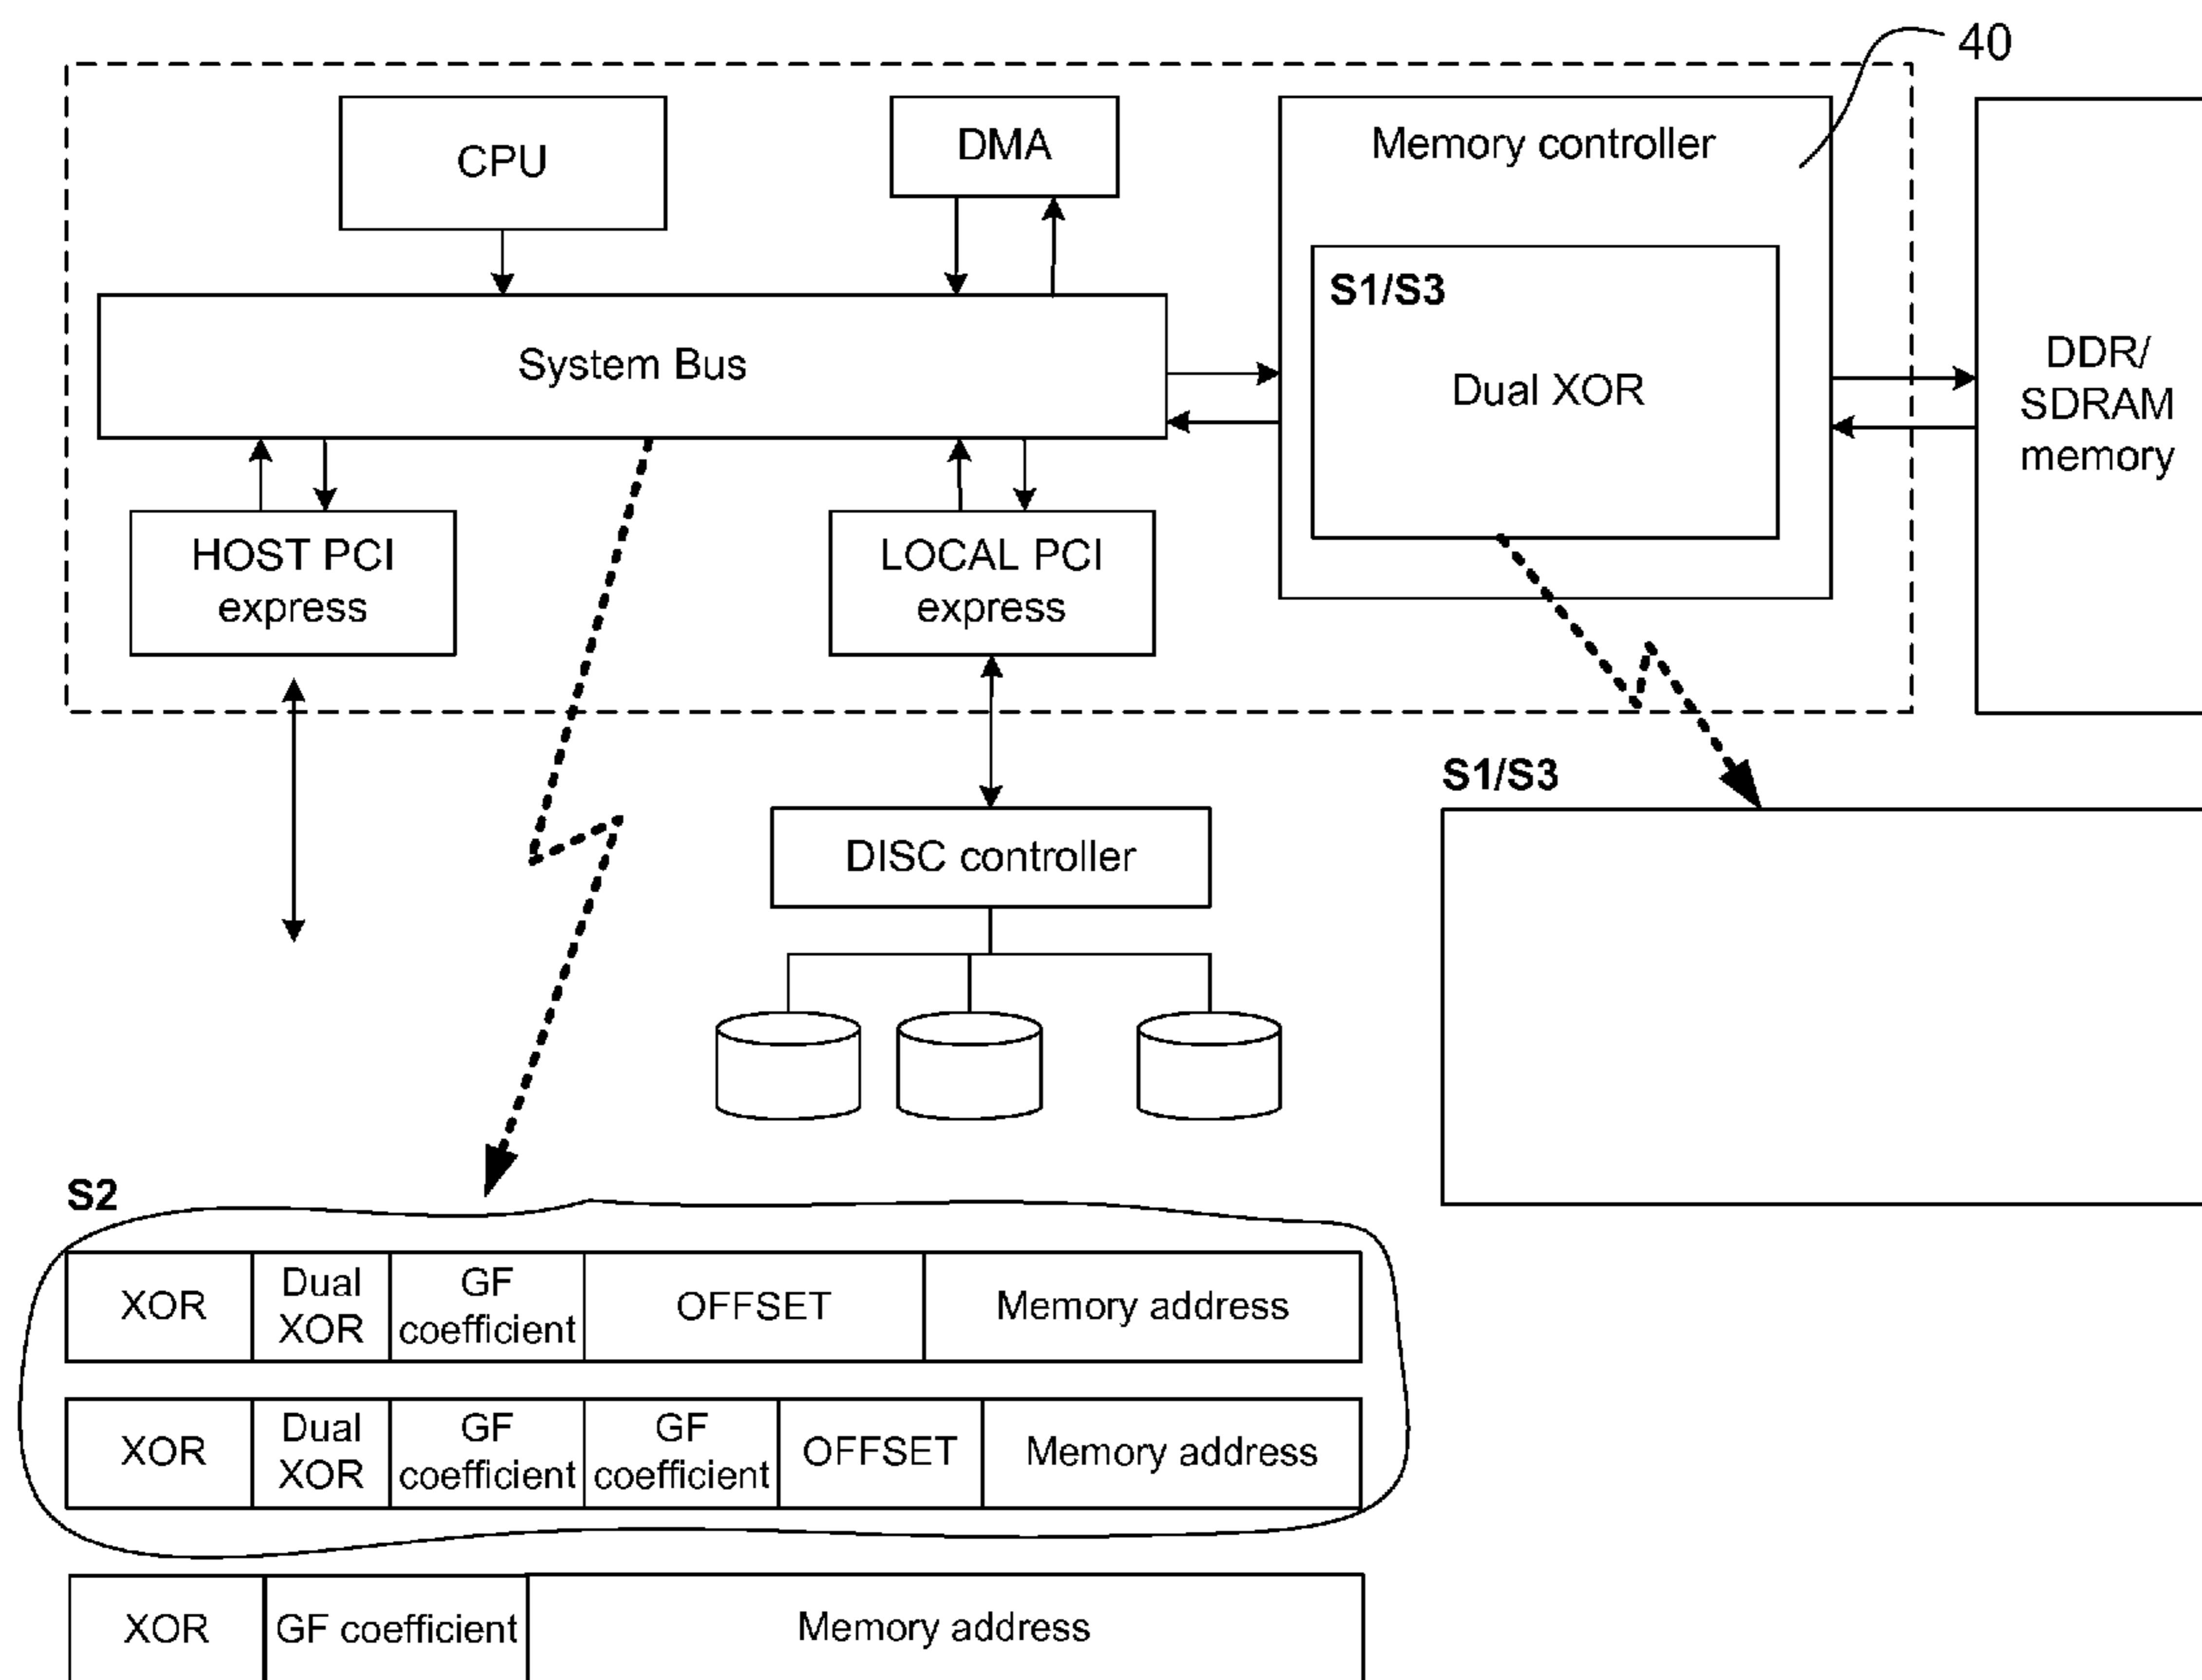 40
CPU
DMA
Memory controller
S1/S3
System Bus
Dual XOR
DDR/
SDRAM
memory
HOST PCI
express
LOCAL PCI
express
S1/S3
DISC controller
S2
XOR
Dual
XOR
GF
coefficient
OFFSET
Memory address
XOR
Dual
XOR
GF
coefficient
GF
coefficient
OFFSET
Memory address
XOR
GF coefficient
Memory address